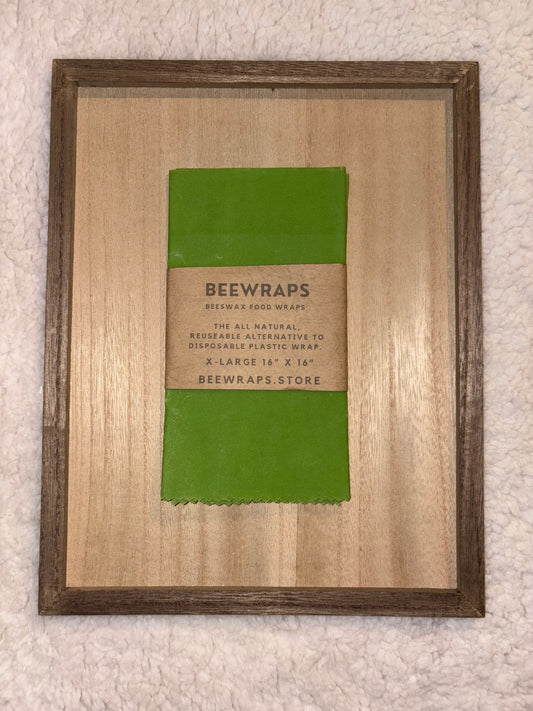 BEEWRAPS
BEESWAX FOOD WRAPS
THE ALL NATURAL,
REUSEABLE ALTERNATIVE TO
DISPOSABLE PLASTIC WRAP.
X-LARGE 16" X 16"
BEEWRAPS.STORE